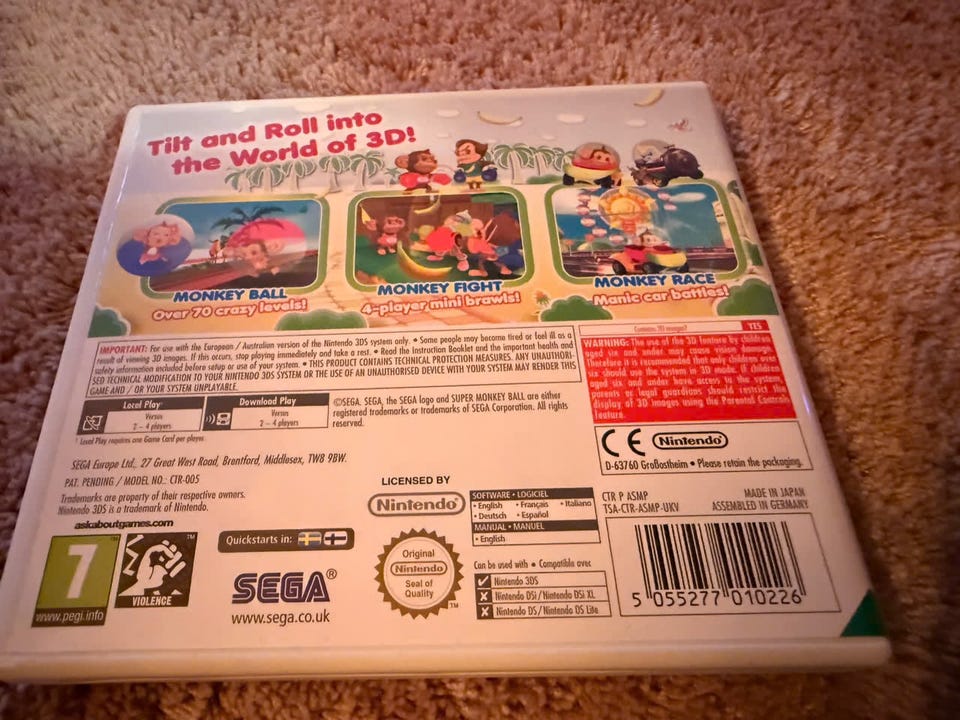 Tilt and Roll into
the World of 3D!
MONKEY BALL
Over 70 crazy levels!
MONKEY FIGHT
4-player mini brawls!
MONKEY RACE
Manic car battles!
IMPORTANT: For use with the European / Australian version of the Nintendo 3DS system only. • Some people may become tired or feel ill as a
result of viewing 3D images. If this occurs, stop playing immediately and take a rest. • Read the Instruction Booklet and the important health and
safety information included before setup or use of your system. • THIS PRODUCT CONTAINS TECHNICAL PROTECTION MEASURES. ANY UNAUTHORI-
SED TECHNICAL MODIFICATION TO YOUR NINTENDO 3DS SYSTEM OR THE USE OF AN UNAUTHORISED DEVICE WITH YOUR SYSTEM MAY RENDER THIS
GAME AND / OR YOUR SYSTEM UNPLAYABLE.
Contains 3D images? YES
WARNING: The use of the 3D feature by children
aged six and under may cause vision damage.
Therefore it is recommended that only children over
six should use the system in 3D mode. If children
aged six and under have access to the system,
parents or legal guardians should restrict the
display of 3D images using the Parental Controls
feature.
Local Play
Versus
2 – 4 players
Download Play
Versus
2 – 4 players
Local Play requires one Game Card per player.
©SEGA. SEGA, the SEGA logo and SUPER MONKEY BALL are either
registered trademarks or trademarks of SEGA Corporation. All rights
reserved.
CE Nintendo
D-63760 Großostheim • Please retain the packaging.
SEGA Europe Ltd., 27 Great West Road, Brentford, Middlesex, TW8 9BW.
PAT. PENDING / MODEL NO.: CTR-005
Trademarks are property of their respective owners.
Nintendo 3DS is a trademark of Nintendo.
askaboutgames.com
7
www.pegi.info
VIOLENCE
Quickstarts in:
SEGA®
www.sega.co.uk
LICENSED BY
Nintendo®
Original
Nintendo
Seal of
Quality
TM
SOFTWARE • LOGICIEL
• English • Français • Italiano
• Deutsch • Español
MANUAL • MANUEL
• English
Can be used with • Compatible avec
Nintendo 3DS
Nintendo DSi/Nintendo DSi XL
Nintendo DS/Nintendo DS Lite
CTR P ASMP
TSA-CTR-ASMP-UKV
MADE IN JAPAN
ASSEMBLED IN GERMANY
5 055277 010226